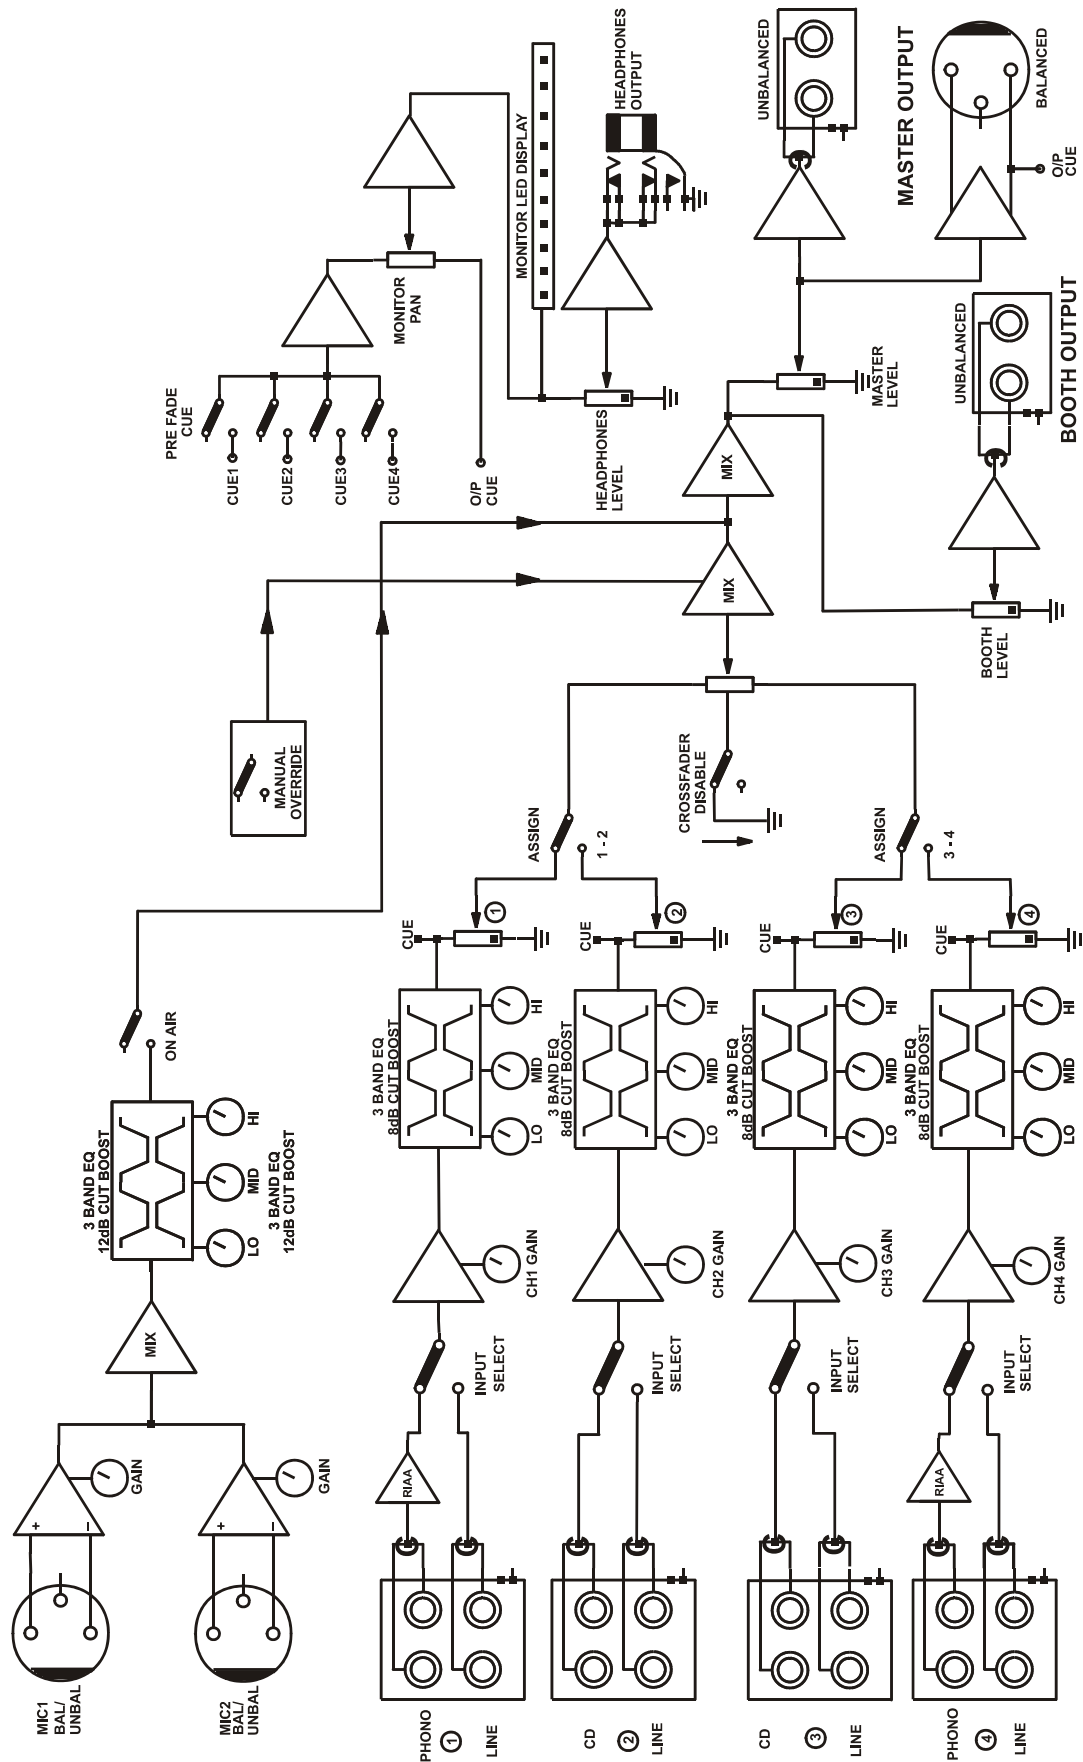 MIC1
BAL/
UNBAL
GAIN
+
–
MIC2
BAL/
UNBAL
GAIN
+
–
MIX
3 BAND EQ
12dB CUT BOOST
LO
MID
HI
3 BAND EQ
12dB CUT BOOST
ON AIR
MANUAL
OVERRIDE
PHONO
1
LINE
RIAA
INPUT
SELECT
CH1 GAIN
3 BAND EQ
8dB CUT BOOST
LO
MID
HI
CUE
1
CD
2
LINE
INPUT
SELECT
CH2 GAIN
3 BAND EQ
8dB CUT BOOST
LO
MID
HI
CUE
2
ASSIGN
1 - 2
CD
3
LINE
INPUT
SELECT
CH3 GAIN
3 BAND EQ
8dB CUT BOOST
LO
MID
HI
CUE
3
PHONO
4
LINE
RIAA
INPUT
SELECT
CH4 GAIN
3 BAND EQ
8dB CUT BOOST
LO
MID
HI
CUE
4
ASSIGN
3 - 4
CROSSFADER
DISABLE
MIX
MIX
PRE FADE
CUE
CUE1
CUE2
CUE3
CUE4
O/P
CUE
MONITOR
PAN
MONITOR LED DISPLAY
HEADPHONES
LEVEL
HEADPHONES
OUTPUT
MASTER
LEVEL
UNBALANCED
MASTER OUTPUT
BALANCED
O/P
CUE
BOOTH
LEVEL
UNBALANCED
BOOTH OUTPUT